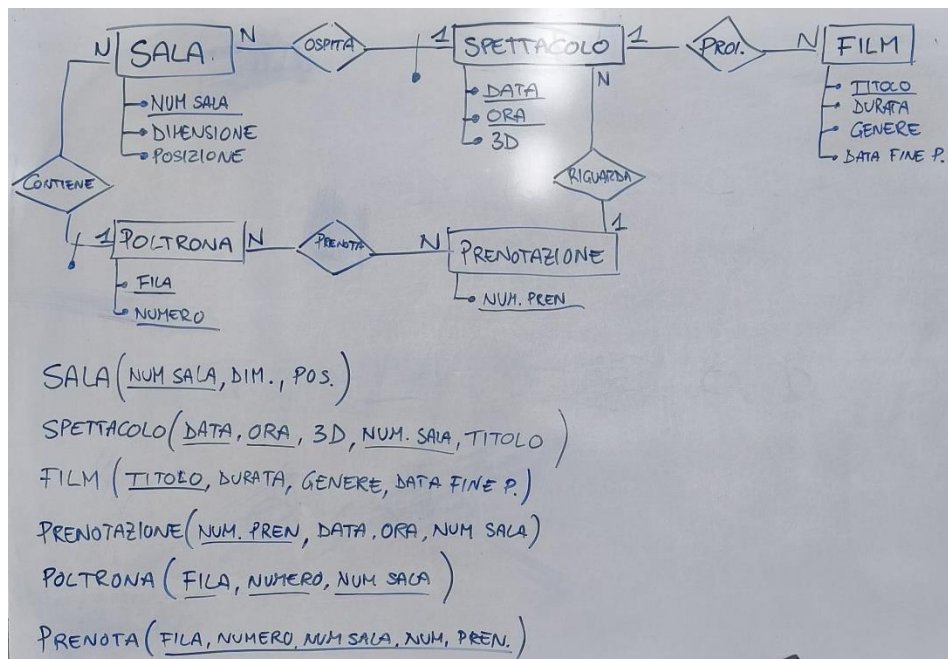 N SALA N OSPITA 1 SPETTACOLO 1 PROI. N FILM
NUM SALA
DIMENSIONE
POSIZIONE
DATA
ORA
3D
TITOLO
DURATA
GENERE
DATA FINE P.
CONTIENE
N
RIGUARDA
1
1 POLTRONA N PRENOTA N PRENOTAZIONE
FILA
NUMERO
NUM. PREN
SALA (NUM SALA, DIM., POS.)
SPETTACOLO (DATA, ORA, 3D, NUM. SALA, TITOLO)
FILM (TITOLO, DURATA, GENERE, DATA FINE P.)
PRENOTAZIONE (NUM. PREN, DATA, ORA, NUM SALA)
POLTRONA (FILA, NUMERO, NUM SALA)
PRENOTA (FILA, NUMERO, NUM SALA, NUM, PREN.)